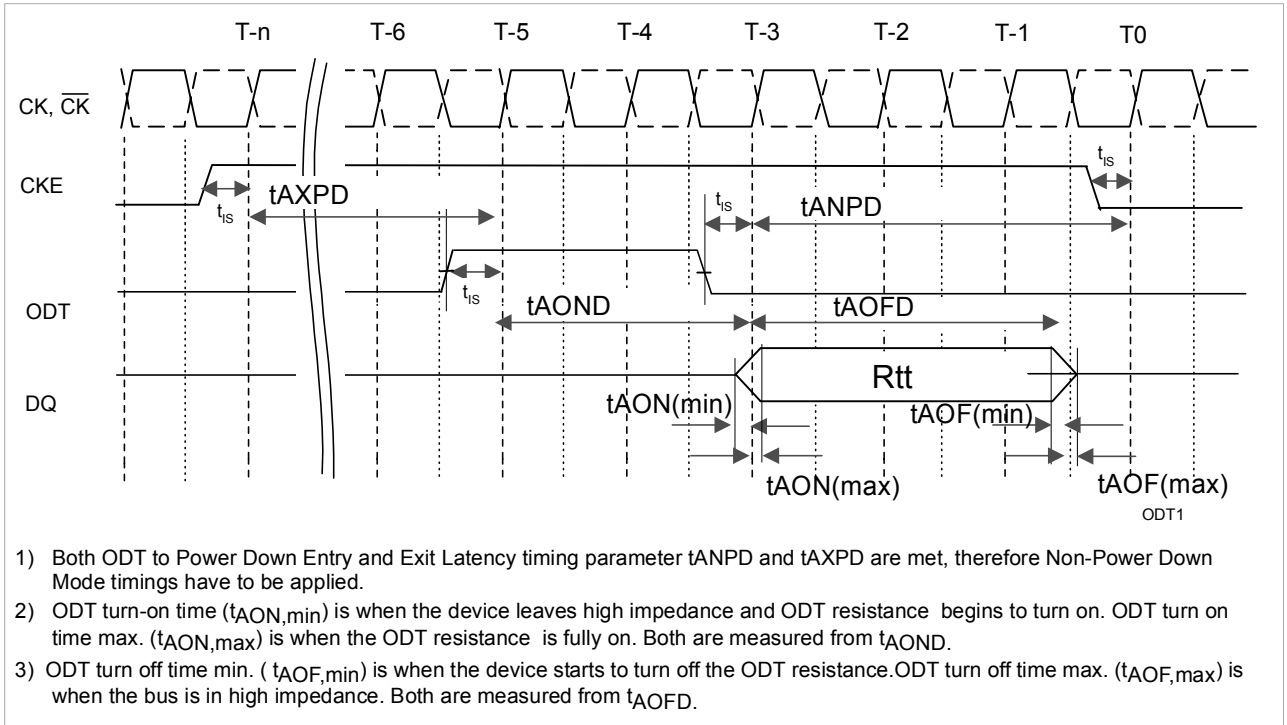 T-n T-6 T-5 T-4 T-3 T-2 T-1 T0
CK, CK
CKE
tIS
tAXPD
tIS
tANPD
tIS
tIS
ODT
tAOND
tAOFD
Rtt
DQ
tAON(min)
tAOF(min)
tAON(max)
tAOF(max)
ODT1
1) Both ODT to Power Down Entry and Exit Latency timing parameter tANPD and tAXPD are met, therefore Non-Power Down
Mode timings have to be applied.
2) ODT turn-on time (tAON,min) is when the device leaves high impedance and ODT resistance begins to turn on. ODT turn on
time max. (tAON,max) is when the ODT resistance is fully on. Both are measured from tAOND.
3) ODT turn off time min. ( tAOF,min) is when the device starts to turn off the ODT resistance.ODT turn off time max. (tAOF,max) is
when the bus is in high impedance. Both are measured from tAOFD.